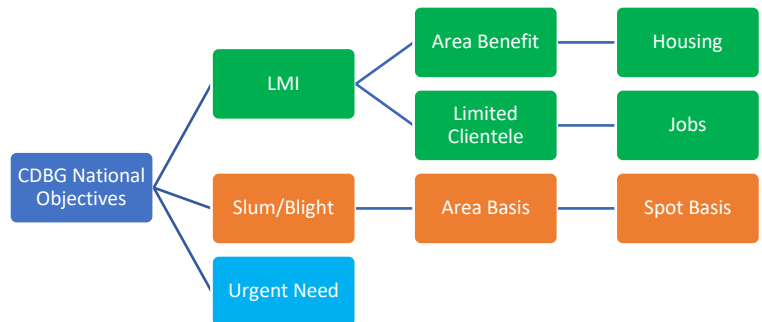 CDBG National
Objectives
LMI
Area Benefit
Housing
Limited
Clientele
Jobs
Slum/Blight
Area Basis
Spot Basis
Urgent Need